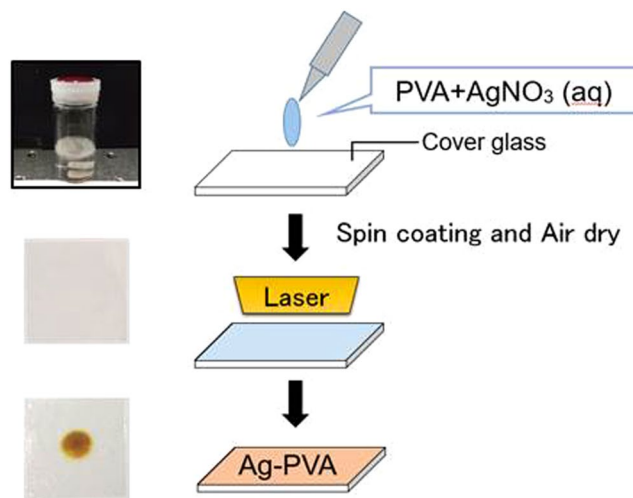 PVA+AgNO₃ (aq)
Cover glass
Spin coating and Air dry
Laser
Ag-PVA